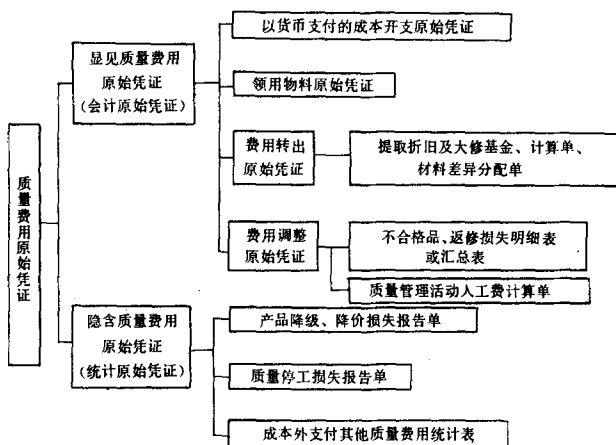 质量费用原始凭证
显见质量费用
原始凭证
(会计原始凭证)
以货币支付的成本开支原始凭证
领用物料原始凭证
费用转出
原始凭证
提取折旧及大修基金、计算单、
材料差异分配单
费用调整
原始凭证
不合格品、返修损失明细表
或汇总表
质量管理活动人工费计算单
隐含质量费用
原始凭证
(统计原始凭证)
产品降级、降价损失报告单
质量停工损失报告单
成本外支付其他质量费用统计表